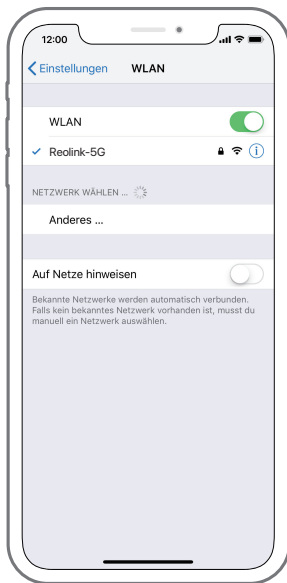 12:00
Einstellungen WLAN
WLAN
Reolink-5G
NETZWERK WÄHLEN ...
Anderes ...
Auf Netze hinweisen
Bekannte Netzwerke werden automatisch verbunden.
Falls kein bekanntes Netzwerk vorhanden ist, musst du
manuell ein Netzwerk auswählen.